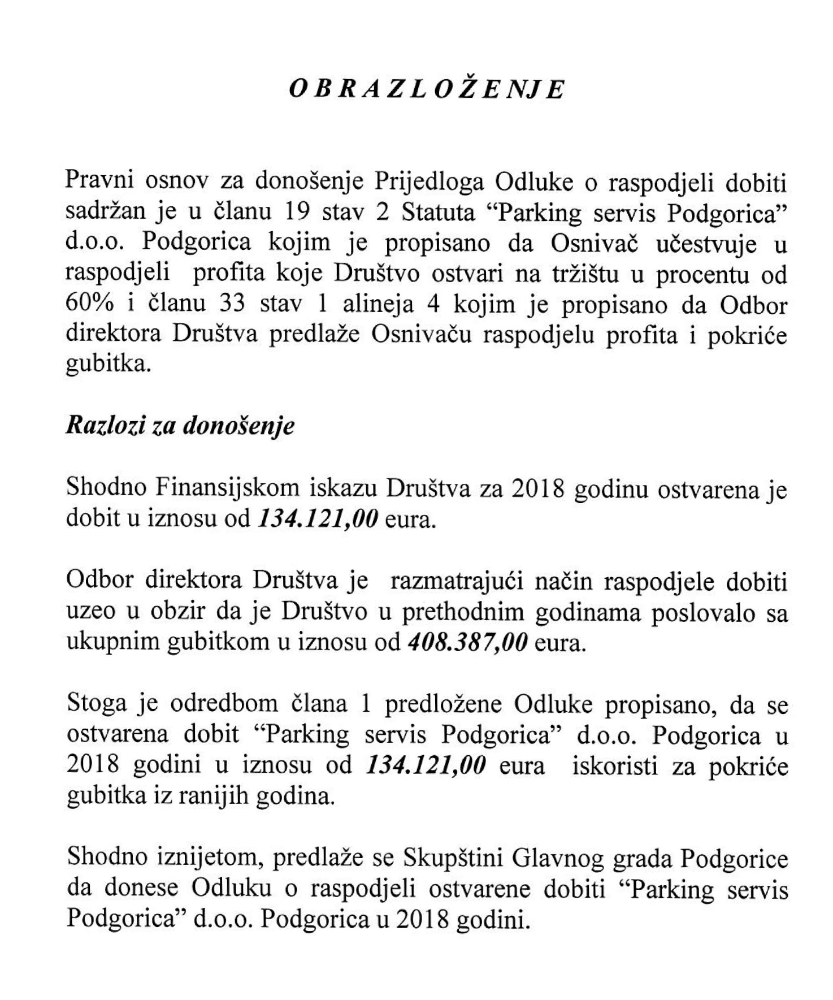 OBRAZLOŽENJE
Pravni osnov za donošenje Prijedloga Odluke o raspodjeli dobiti
sadržan je u članu 19 stav 2 Statuta “Parking servis Podgorica”
d.o.o. Podgorica kojim je propisano da Osnivač učestvuje u
raspodjeli profita koje Društvo ostvari na tržištu u procentu od
60% i članu 33 stav 1 alineja 4 kojim je propisano da Odbor
direktora Društva predlaže Osnivaču raspodjelu profita i pokriće
gubitka.
Razlozi za donošenje
Shodno Finansijskom iskazu Društva za 2018 godinu ostvarena je
dobit u iznosu od 134.121,00 eura.
Odbor direktora Društva je razmatrajući način raspodjele dobiti
uzeo u obzir da je Društvo u prethodnim godinama poslovalo sa
ukupnim gubitkom u iznosu od 408.387,00 eura.
Stoga je odredbom člana 1 predložene Odluke propisano, da se
ostvarena dobit “Parking servis Podgorica” d.o.o. Podgorica u
2018 godini u iznosu od 134.121,00 eura iskoristi za pokriće
gubitka iz ranijih godina.
Shodno iznijetom, predlaže se Skupštini Glavnog grada Podgorice
da donese Odluku o raspodjeli ostvarene dobiti “Parking servis
Podgorica” d.o.o. Podgorica u 2018 godini.